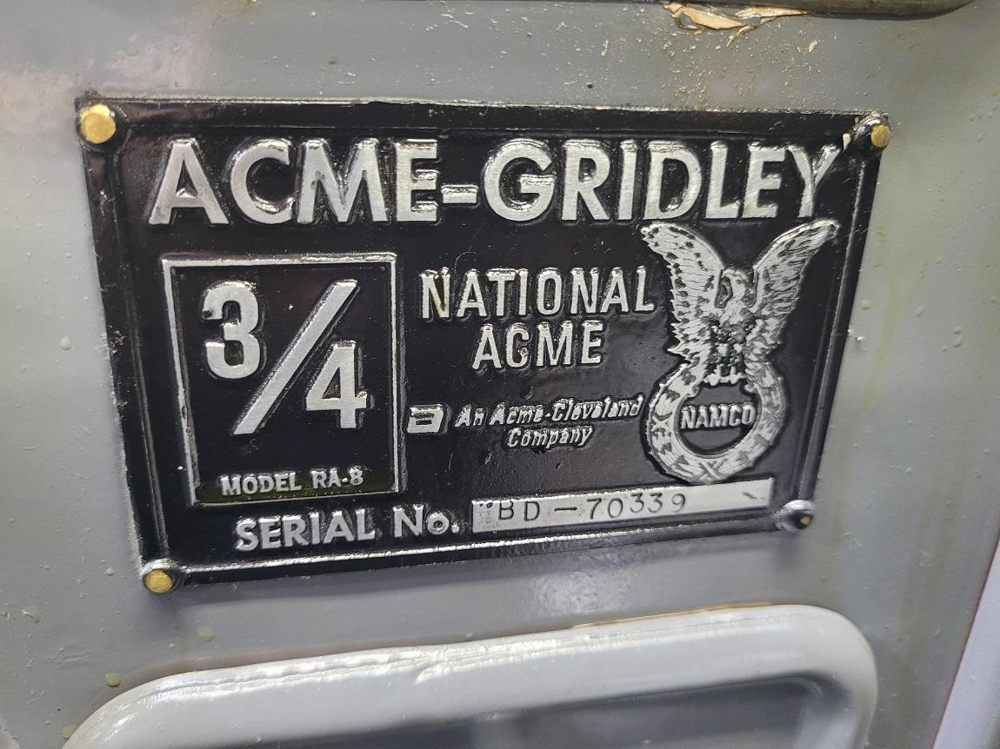 ACME-GRIDLEY
3/4
MODEL RA-8
NATIONAL
ACME
a An Acme-Cleveland
Company
NAMCO
SERIAL No. BD-70339